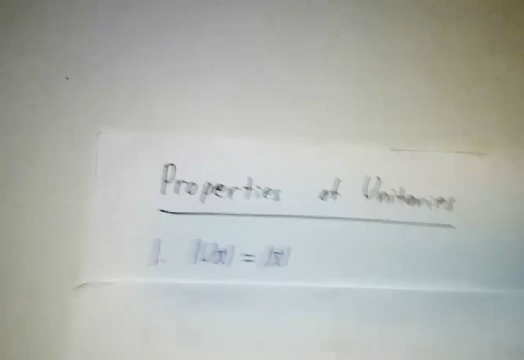 Properties of Unitaries
1. |Ux| = |x|